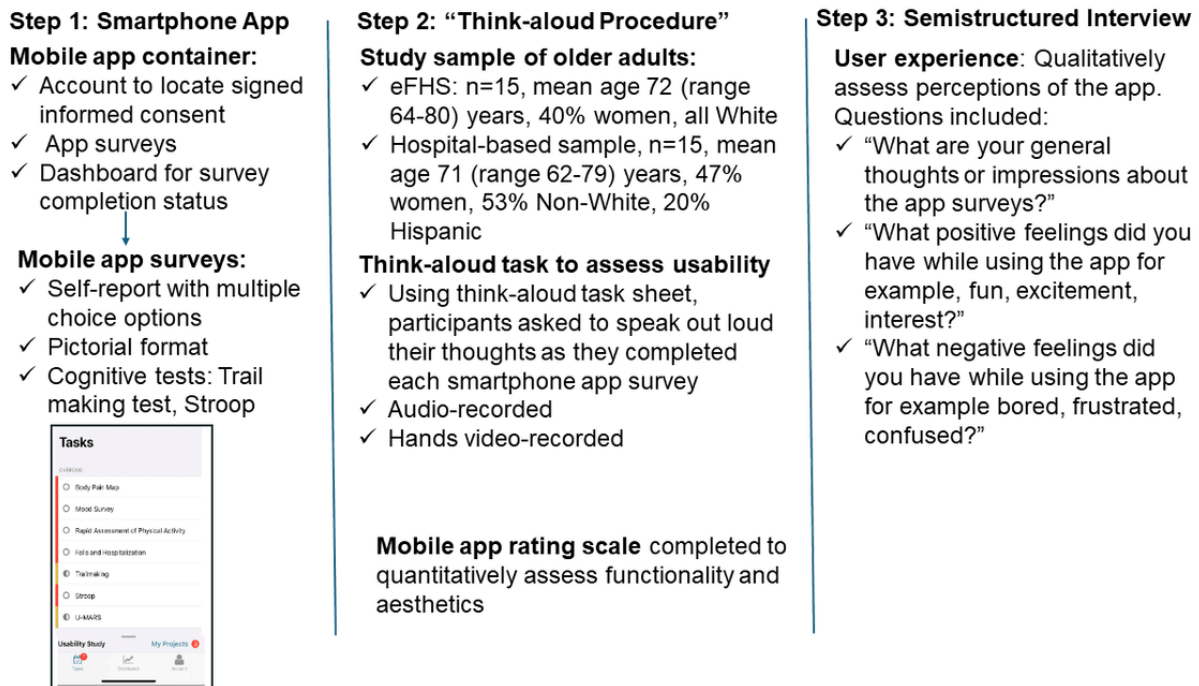 Step 1: Smartphone App
Mobile app container:
✓ Account to locate signed
informed consent
✓ App surveys
✓ Dashboard for survey
completion status
Mobile app surveys:
✓ Self-report with multiple
choice options
✓ Pictorial format
✓ Cognitive tests: Trail
making test, Stroop
Tasks
OVERDUE
Body Pain Map
Mood Survey
Rapid Assessment of Physical Activity
Falls and Hospitalization
Trailmaking
Stroop
U-MARS
Usability Study
My Projects
Tasks
Dashboard
Account
Step 2: “Think-aloud Procedure”
Study sample of older adults:
✓ eFHS: n=15, mean age 72 (range
64-80) years, 40% women, all White
✓ Hospital-based sample, n=15, mean
age 71 (range 62-79) years, 47%
women, 53% Non-White, 20%
Hispanic
Think-aloud task to assess usability
✓ Using think-aloud task sheet,
participants asked to speak out loud
their thoughts as they completed
each smartphone app survey
✓ Audio-recorded
✓ Hands video-recorded
Mobile app rating scale completed to
quantitatively assess functionality and
aesthetics
Step 3: Semistructured Interview
User experience: Qualitatively
assess perceptions of the app.
Questions included:
✓ “What are your general
thoughts or impressions about
the app surveys?”
✓ “What positive feelings did you
have while using the app for
example, fun, excitement,
interest?”
✓ “What negative feelings did
you have while using the app
for example bored, frustrated,
confused?”